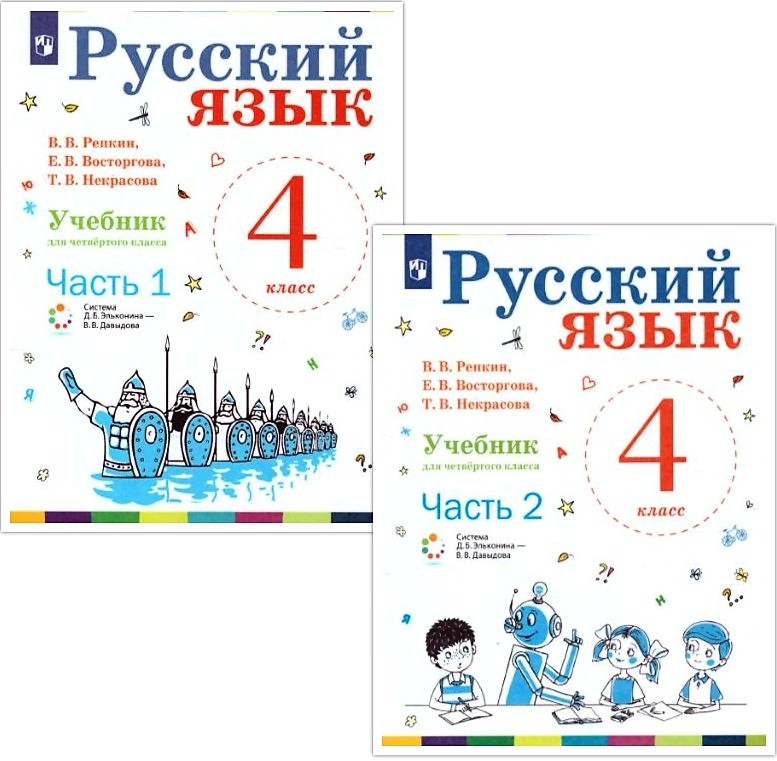 Русский
язык
В. В. Репкин,
Е. В. Восторгова,
Т. В. Некрасова
Учебник
для четвёртого класса
4
класс
Часть 1
Система
Д. Б. Эльконина —
В. В. Давыдова
ю
Ж
А
?!
Н
Я
Русский
язык
В. В. Репкин,
Е. В. Восторгова,
Т. В. Некрасова
Учебник
для четвёртого класса
4
класс
Часть 2
Система
Д. Б. Эльконина —
В. В. Давыдова
ю
Ж
А
?!
Н
Я